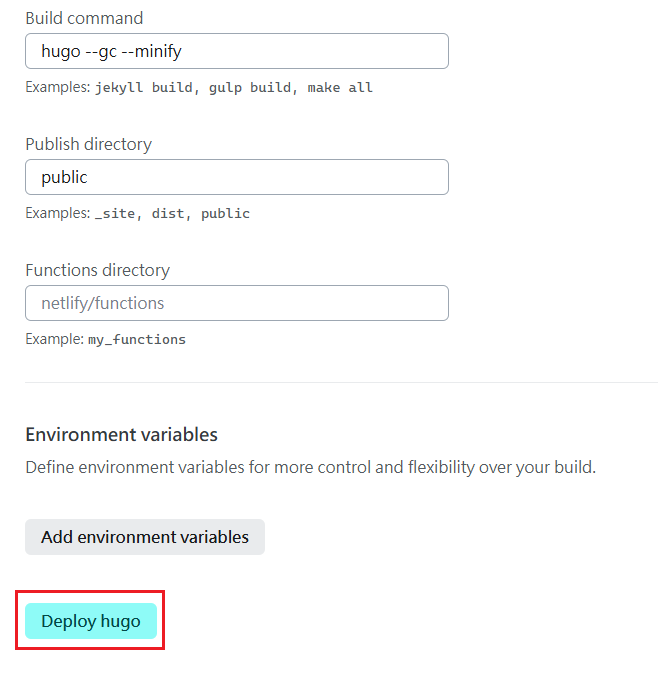 Build command
hugo --gc --minify
Examples: jekyll build, gulp build, make all
Publish directory
public
Examples: _site, dist, public
Functions directory
netlify/functions
Example: my_functions
Environment variables
Define environment variables for more control and flexibility over your build.
Add environment variables
Deploy hugo